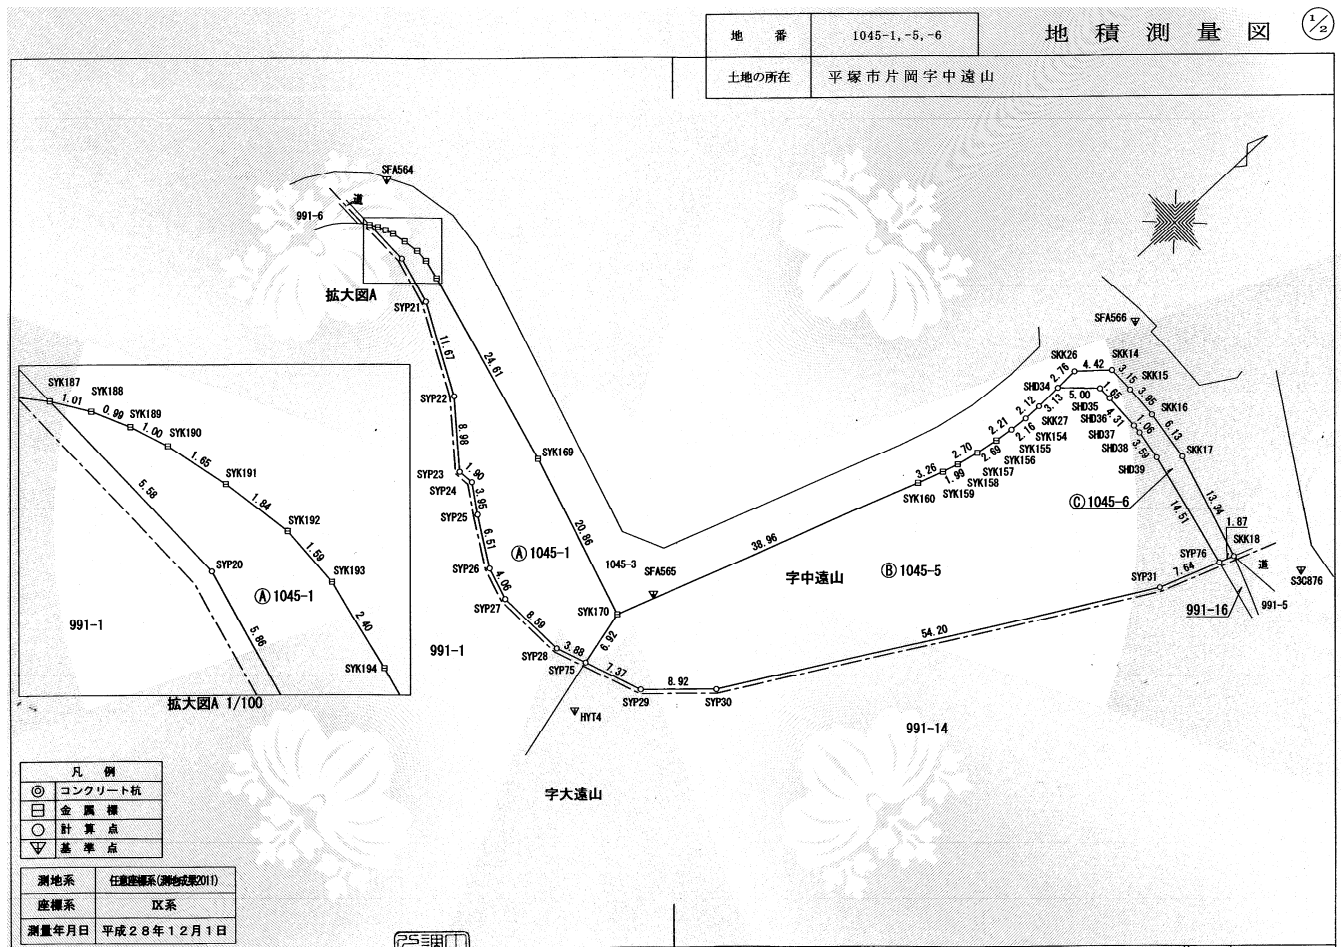 地 番 1045-1,-5,-6
地積測量図 1/2
土地の所在 平塚市片岡字中遠山
SFA564
道
991-6
拡大図A
SYP21
11.67
24.61
SFA566
SKK26
4.42
SKK14
2.76
3.15
SKK15
SHD34
5.00
1.65
3.85
SKK16
3.13
SHD35
SHD36
4.31
1.06
6.13
2.12
SKK27
SHD37
SKK17
2.21
2.16
SYK154
SHD38
3.59
SYK155
SHD39
2.70
2.69
SYK156
SYK157
3.26
1.99
SYK158
SYK159
SYK160
SYP22
8.98
SYK169
SYP23
1.90
SYP24
3.95
SYP25
6.51
20.86
38.96
Ⓒ1045-6
14.51
13.34
1.87
SKK18
SYP76
道
S3C876
Ⓐ1045-1
1045-3
SFA565
字中遠山
Ⓑ1045-5
SYP26
4.06
SYP27
SYK170
SYP31
7.64
991-16
991-5
8.59
6.92
54.20
991-1
SYP28
3.88
SYP75
7.37
SYP29
8.92
SYP30
HYT4
991-14
字大遠山
SYK187
1.01
SYK188
0.99
SYK189
1.00
SYK190
1.65
SYK191
1.84
SYK192
1.59
SYK193
2.40
SYK194
5.58
SYP20
5.86
Ⓐ1045-1
991-1
拡大図A 1/100
凡 例
コンクリート杭
金属標
計算点
基準点
測地系 任意座標系(測地成果2011)
座標系 Ⅸ系
測量年月日 平成28年12月1日